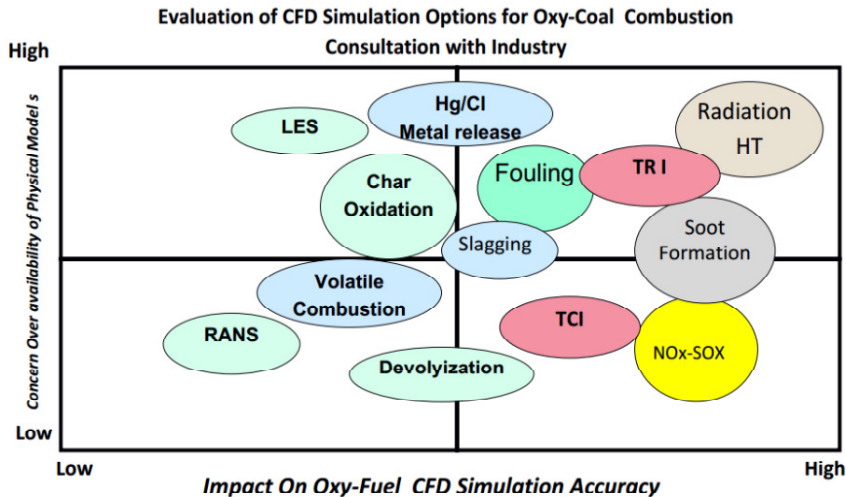 Evaluation of CFD Simulation Options for Oxy-Coal Combustion
Consultation with Industry
High
Concern Over availability of Physical Model s
LES
Hg/Cl
Metal release
Radiation
HT
Char
Oxidation
Fouling
TR I
Slagging
Soot
Formation
Volatile
Combustion
RANS
TCI
NOx-SOX
Devolyization
Low
Low
High
Impact On Oxy-Fuel CFD Simulation Accuracy